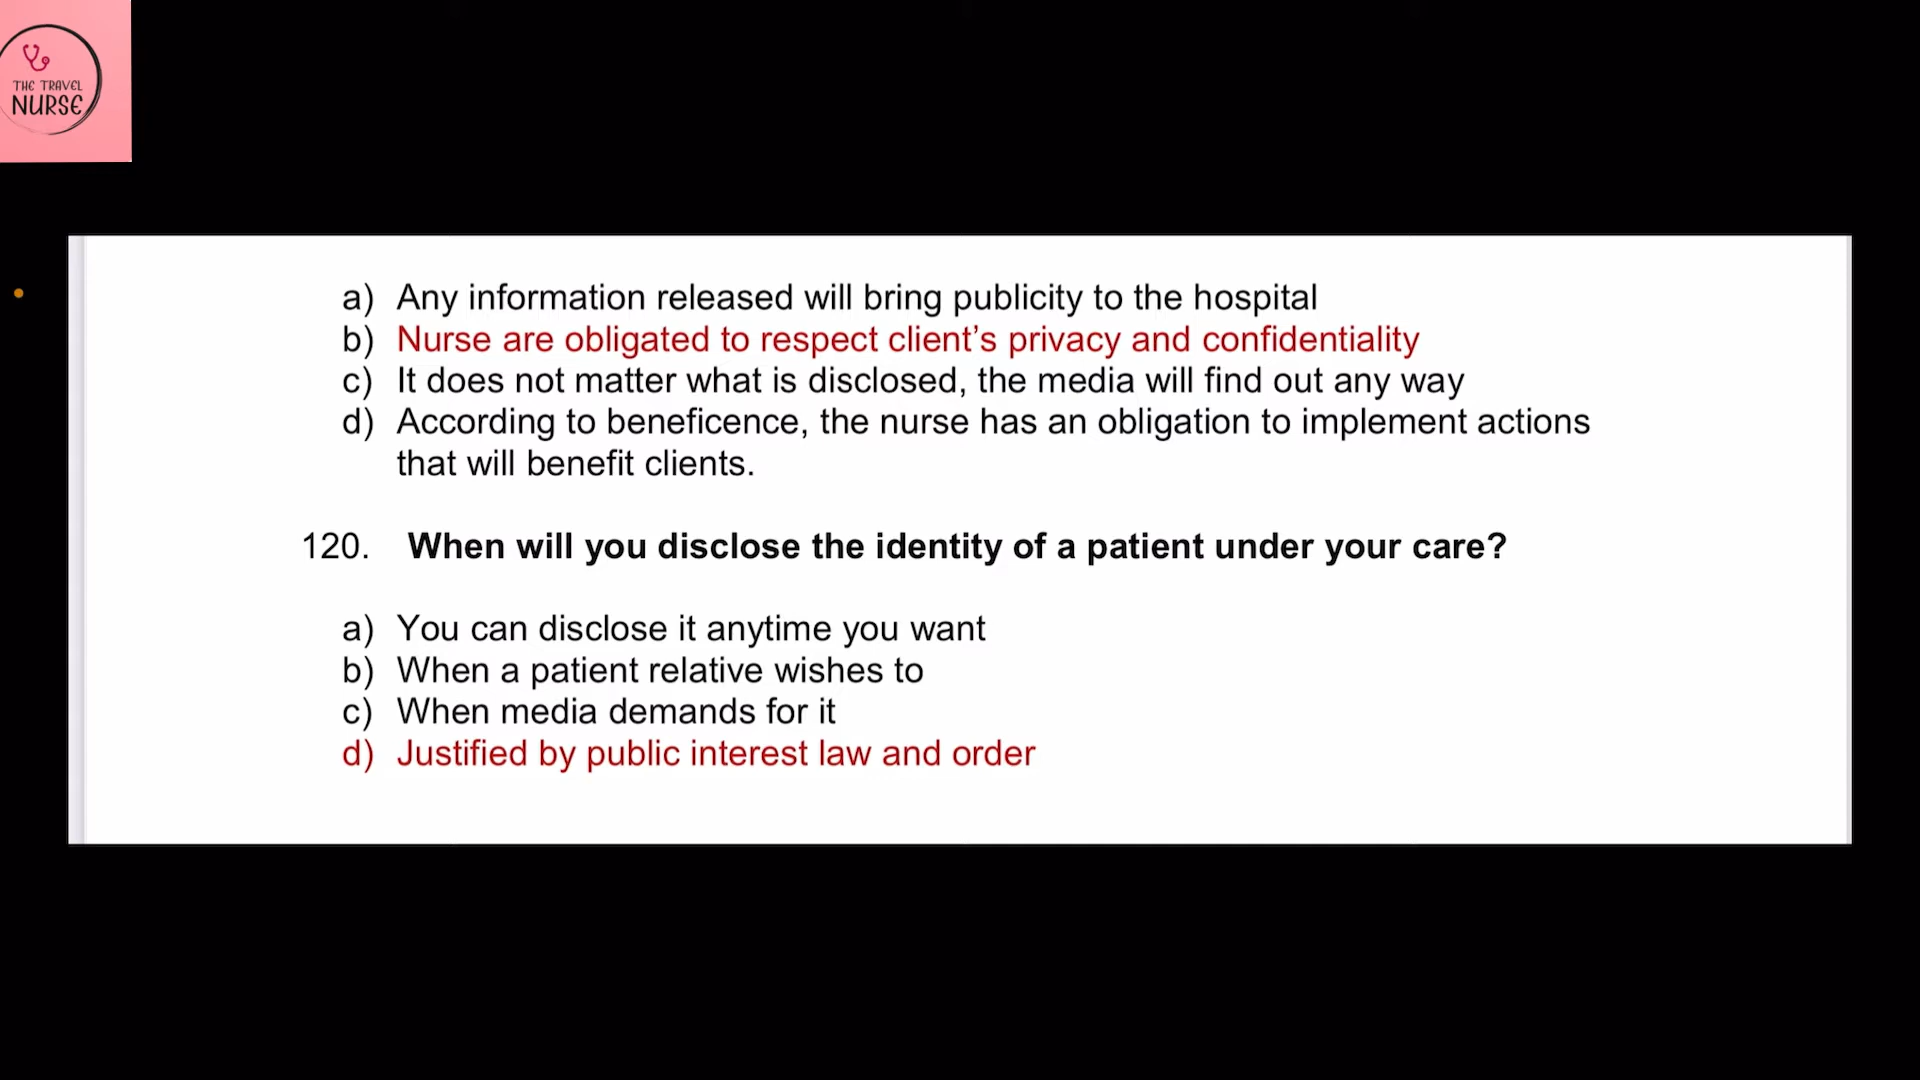 THE TRAVEL
NURSE
a) Any information released will bring publicity to the hospital
b) Nurse are obligated to respect client’s privacy and confidentiality
c) It does not matter what is disclosed, the media will find out any way
d) According to beneficence, the nurse has an obligation to implement actions
that will benefit clients.
120. When will you disclose the identity of a patient under your care?
a) You can disclose it anytime you want
b) When a patient relative wishes to
c) When media demands for it
d) Justified by public interest law and order